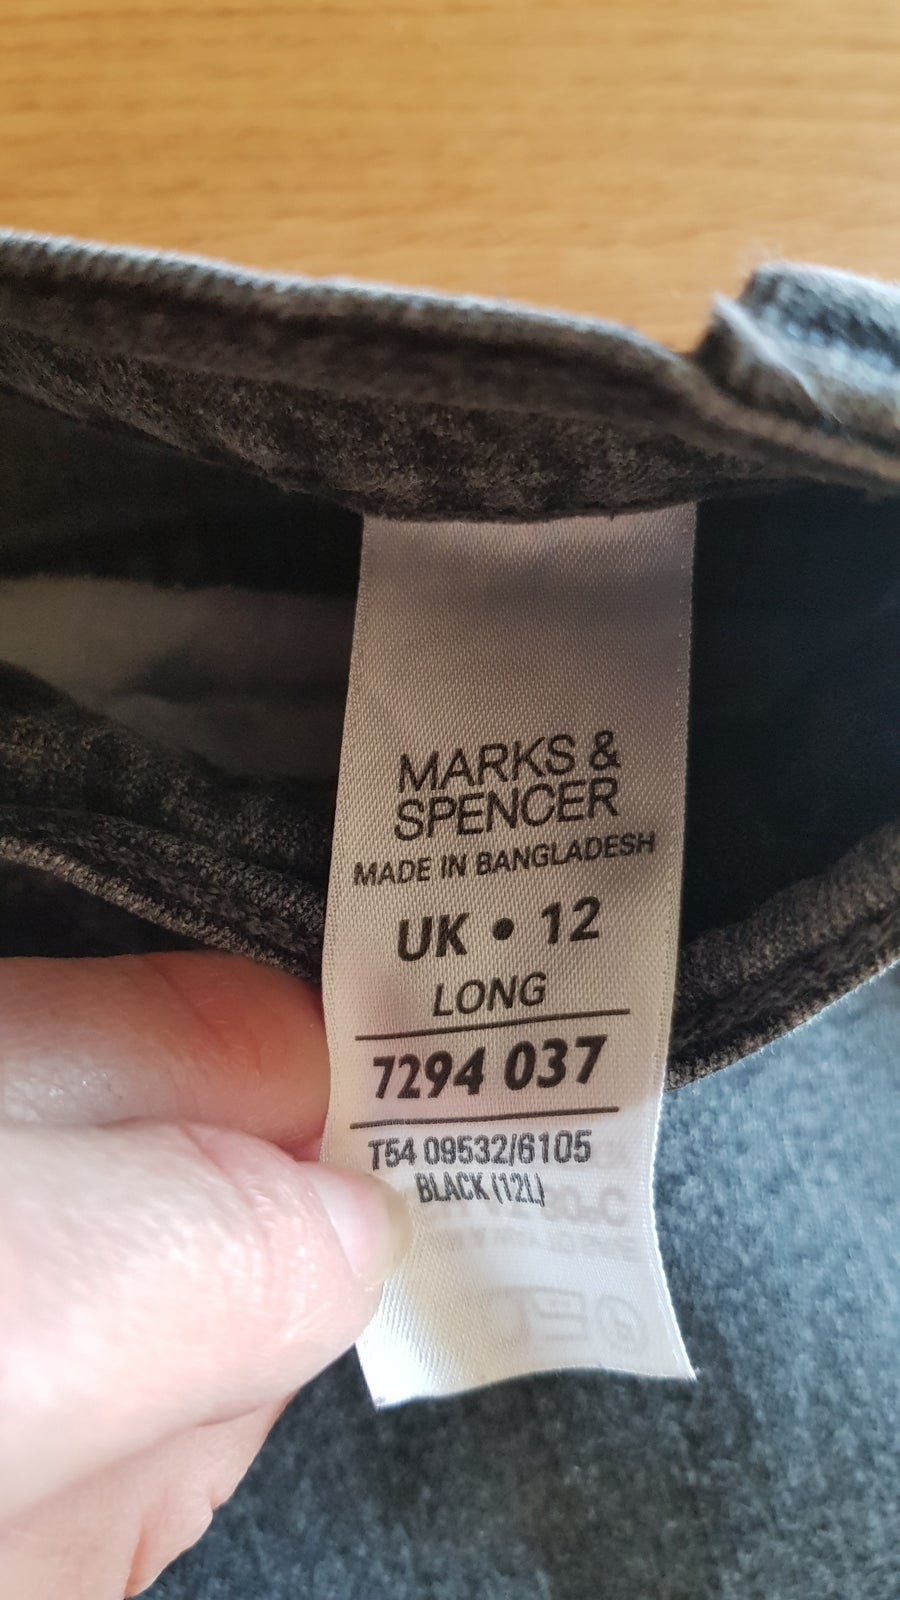 MARKS &
SPENCER
MADE IN BANGLADESH
UK • 12
LONG
7294 037
T54 09532/6105
BLACK (12L)